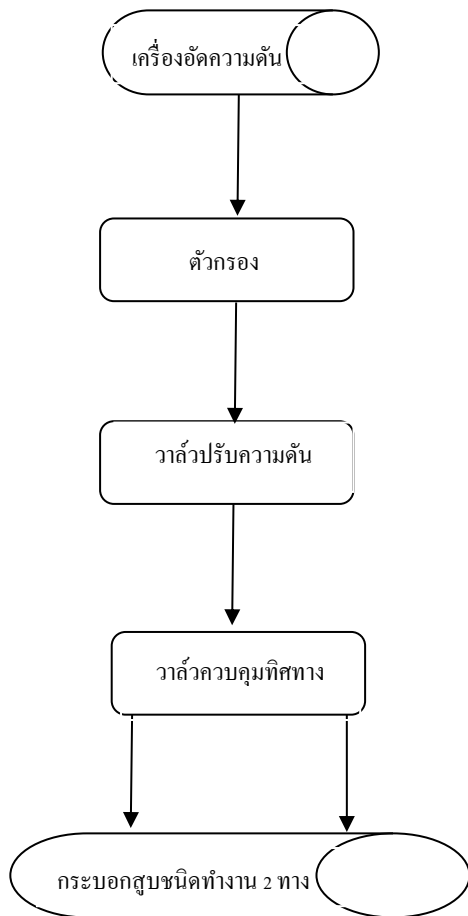 เครื่องอัดความดัน
ตัวกรอง
วาล์วปรับความดัน
วาล์วควบคุมทิศทาง
กระบอกสูบชนิดทำงาน 2 ทาง